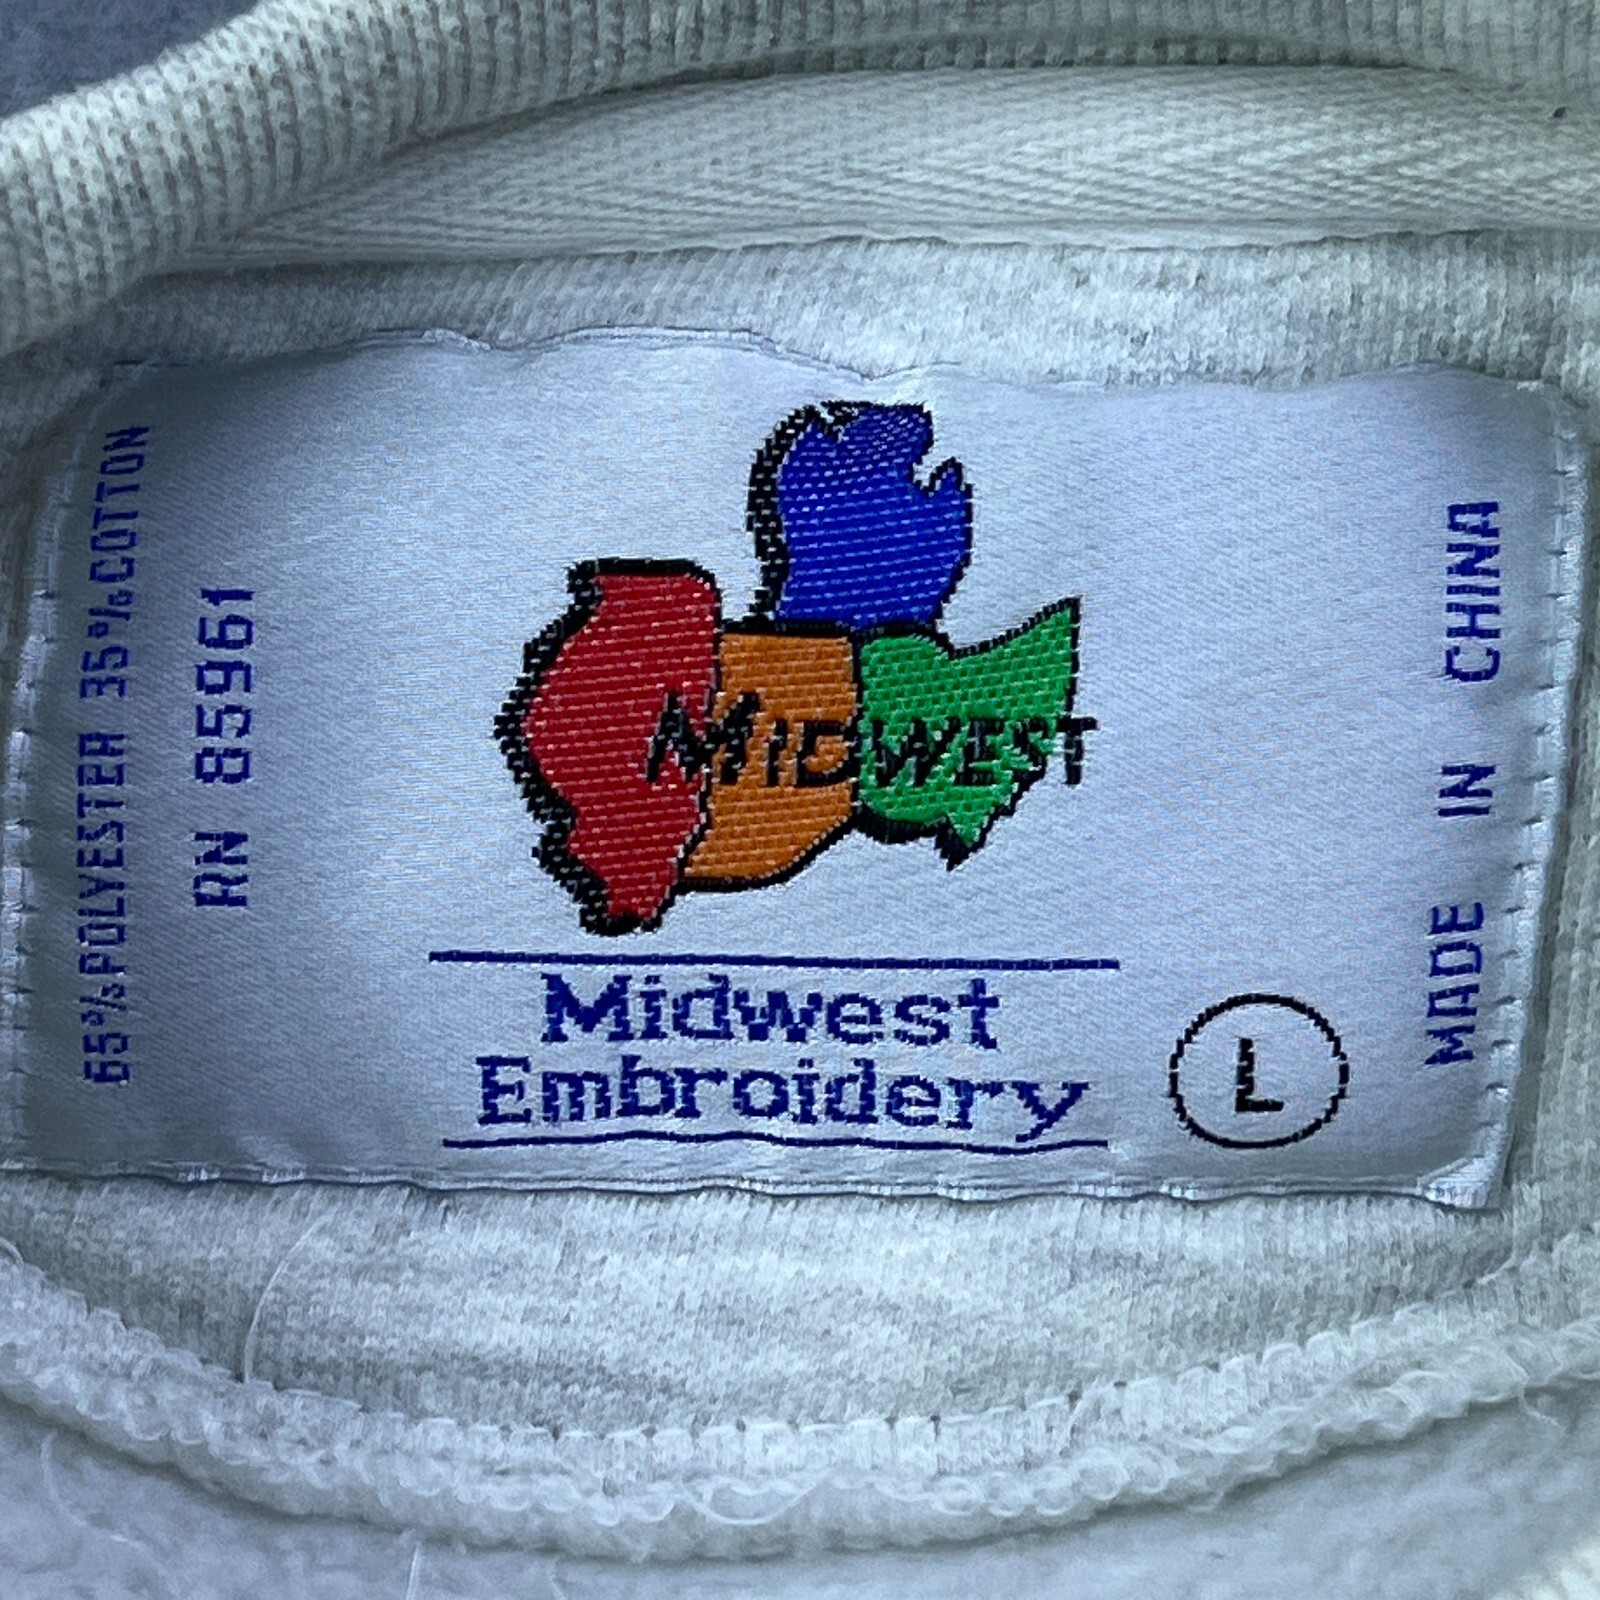 65%POLYESTER 35%COTTON
RN 85961
MIDWEST
Midwest
Embroidery
L
MADE IN CHINA